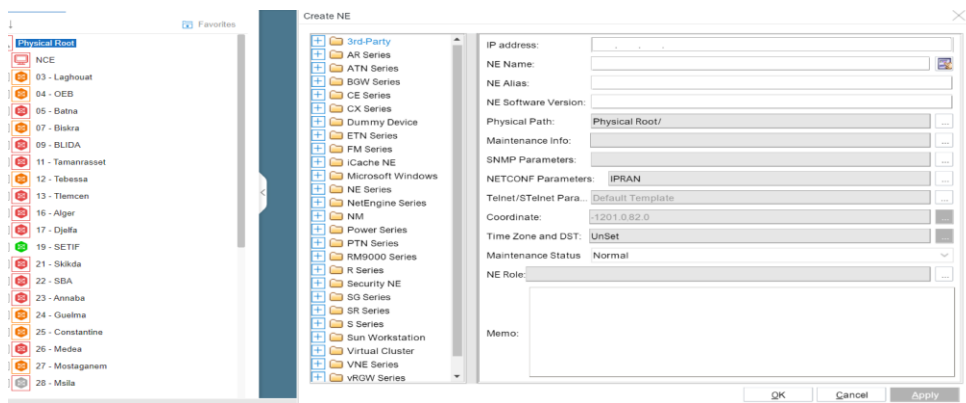 Favorites
Physical Root
NCE
03 - Laghouat
04 - OEB
05 - Batna
07 - Biskra
09 - BLIDA
11 - Tamanrasset
12 - Tebessa
13 - Tlemcen
16 - Alger
17 - Djelfa
19 - SETIF
21 - Skikda
22 - SBA
23 - Annaba
24 - Guelma
25 - Constantine
26 - Medea
27 - Mostaganem
28 - Msila
Create NE
3rd-Party
AR Series
ATN Series
BGW Series
CE Series
CX Series
Dummy Device
ETN Series
FM Series
iCache NE
Microsoft Windows
NE Series
NetEngine Series
NM
Power Series
PTN Series
RM9000 Series
R Series
Security NE
SG Series
SR Series
S Series
Sun Workstation
Virtual Cluster
VNE Series
vRGW Series
IP address: . . .
NE Name:
NE Alias:
NE Software Version:
Physical Path: Physical Root/ ...
Maintenance Info: ...
SNMP Parameters: ...
NETCONF Parameters: IPRAN ...
Telnet/STelnet Para... Default Template ...
Coordinate: -1201.0,82.0 ...
Time Zone and DST: UnSet ...
Maintenance Status Normal
NE Role: ...
Memo:
OK Cancel Apply